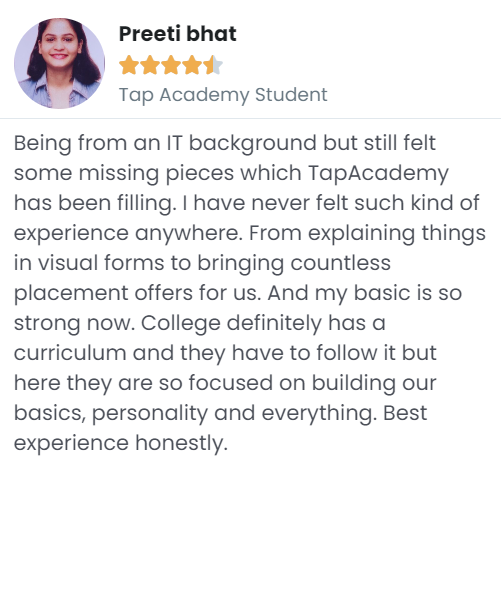 Preeti bhat
Tap Academy Student
Being from an IT background but still felt
some missing pieces which TapAcademy
has been filling. I have never felt such kind of
experience anywhere. From explaining things
in visual forms to bringing countless
placement offers for us. And my basic is so
strong now. College definitely has a
curriculum and they have to follow it but
here they are so focused on building our
basics, personality and everything. Best
experience honestly.